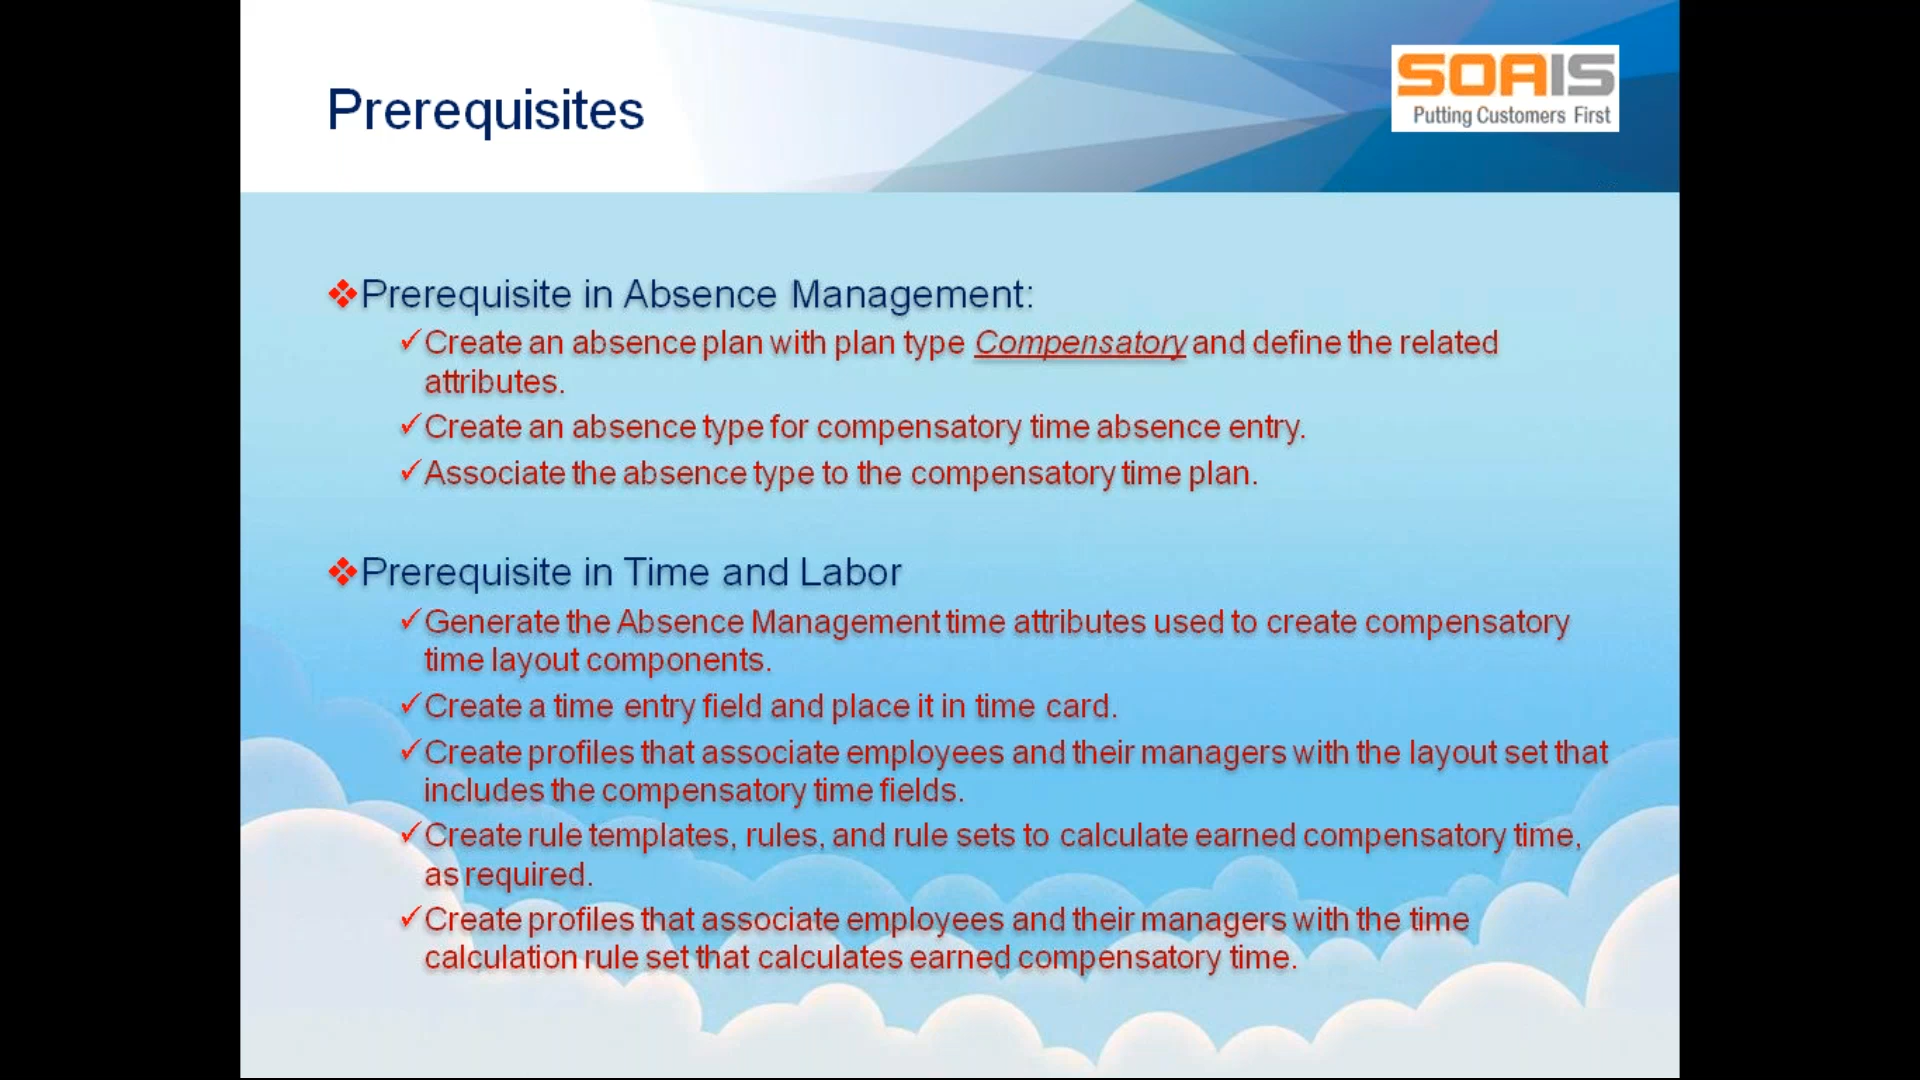 SOAIS
Putting Customers First
Prerequisites
❖Prerequisite in Absence Management:
✓Create an absence plan with plan type Compensatory and define the related
attributes.
✓Create an absence type for compensatory time absence entry.
✓Associate the absence type to the compensatory time plan.
❖Prerequisite in Time and Labor
✓Generate the Absence Management time attributes used to create compensatory
time layout components.
✓Create a time entry field and place it in time card.
✓Create profiles that associate employees and their managers with the layout set that
includes the compensatory time fields.
✓Create rule templates, rules, and rule sets to calculate earned compensatory time,
as required.
✓Create profiles that associate employees and their managers with the time
calculation rule set that calculates earned compensatory time.